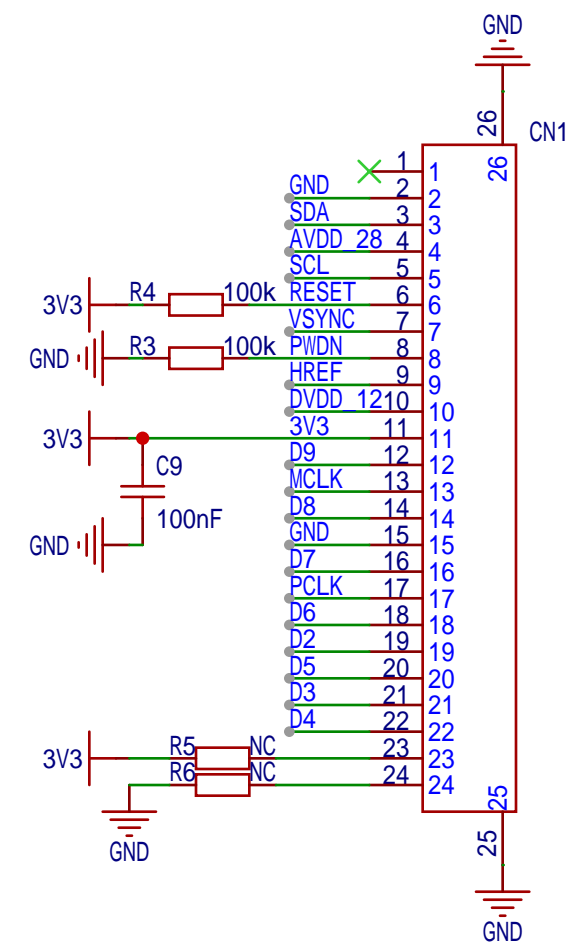 GND
26
CN1
26
1 1
GND 2 2
SDA 3 3
AVDD_28 4 4
SCL 5 5
3V3 R4 100k RESET 6 6
VSYNC 7 7
GND R3 100k PWDN 8 8
HREF 9 9
DVDD_12 10 10
3V3 3V3 11 11
D9 12 12
C9
MCLK 13 13
100nF
D8 14 14
GND GND 15 15
D7 16 16
PCLK 17 17
D6 18 18
D2 19 19
D5 20 20
D3 21 21
D4 22 22
3V3 R5 NC 23 23
R6 NC 24 24
25
GND
25
GND